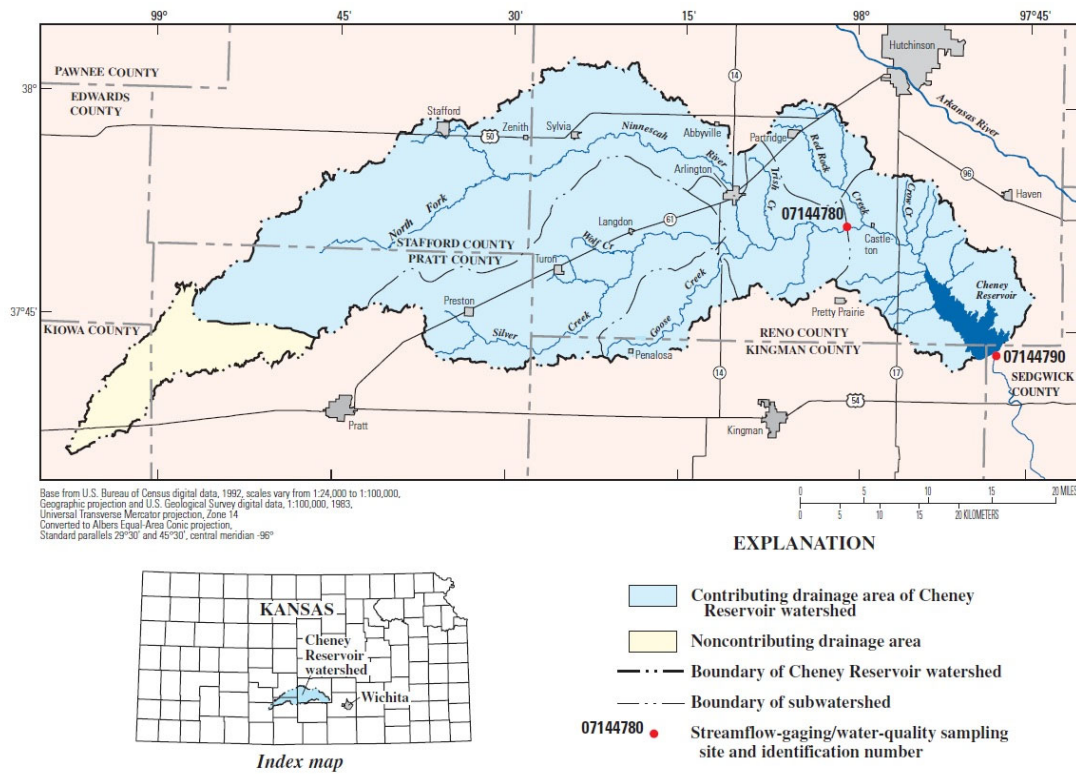 99°
45'
30'
15'
98°
97°45'
Hutchinson
PAWNEE COUNTY
EDWARDS
COUNTY
38°
Stafford
50
Zenith
Sylvia
Ninnescah
River
Abbyville
14
Partridge
Red Rock
Creek
Arkansas River
96
Haven
Arlington
Irish Cr
Crow Cr
North Fork
Langdon
61
07144780
Castle-
ton
STAFFORD COUNTY
PRATT COUNTY
Wolf Cr
Turon
Creek
Cheney
Reservoir
37°45'
Preston
Pretty Prairie
KIOWA COUNTY
Silver
Creek
Goose
RENO COUNTY
KINGMAN COUNTY
Penalosa
07144790
SEDGWICK
COUNTY
14
17
54
Pratt
Kingman
Base from U.S. Bureau of Census digital data, 1992, scales vary from 1:24,000 to 1:100,000,
Geographic projection and U.S. Geological Survey digital data, 1:100,000, 1983,
Universal Transverse Mercator projection, Zone 14
Converted to Albers Equal-Area Conic projection,
Standard parallels 29°30' and 45°30', central meridian -96°
0 5 10 15 20 MILES
0 5 10 15 20 KILOMETERS
EXPLANATION
Contributing drainage area of Cheney
Reservoir watershed
Noncontributing drainage area
Boundary of Cheney Reservoir watershed
Boundary of subwatershed
07144780
Streamflow-gaging/water-quality sampling
site and identification number
KANSAS
Cheney
Reservoir
watershed
Wichita
Index map